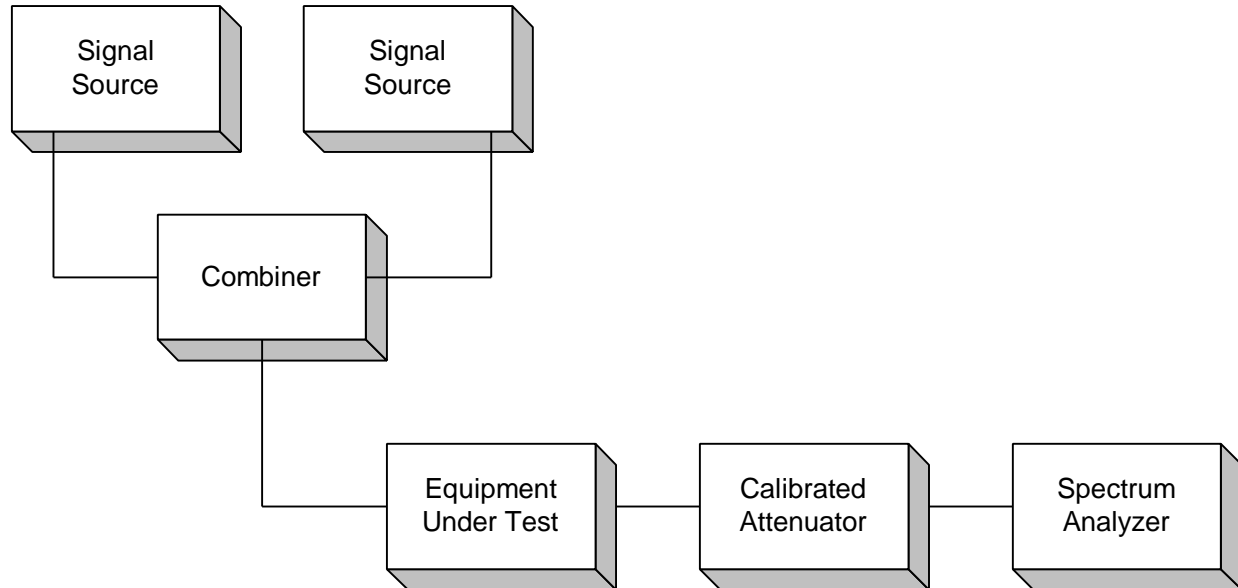 Signal
Source
Signal
Source
Combiner
Equipment
Under Test
Calibrated
Attenuator
Spectrum
Analyzer